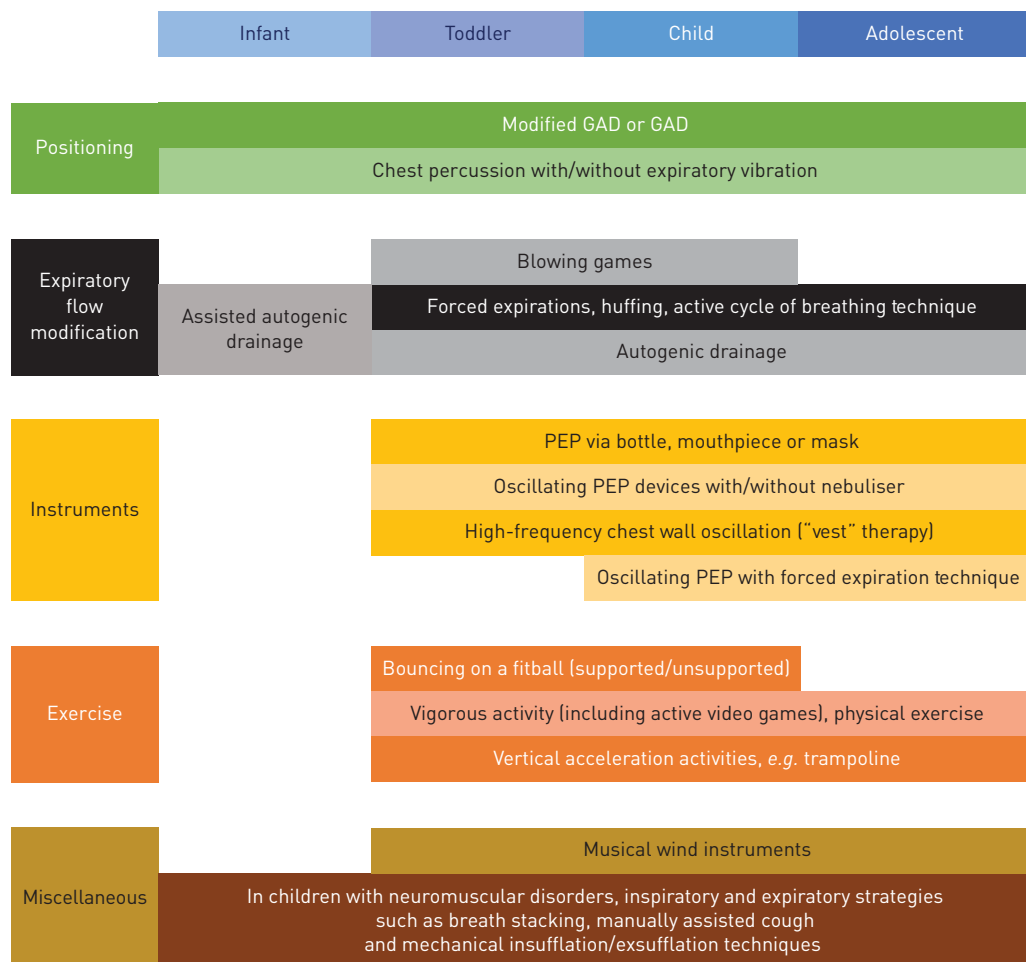 Infant
Toddler
Child
Adolescent
Positioning
Modified GAD or GAD
Chest percussion with/without expiratory vibration
Expiratory
flow
modification
Assisted autogenic
drainage
Blowing games
Forced expirations, huffing, active cycle of breathing technique
Autogenic drainage
Instruments
PEP via bottle, mouthpiece or mask
Oscillating PEP devices with/without nebuliser
High-frequency chest wall oscillation ("vest" therapy)
Oscillating PEP with forced expiration technique
Exercise
Bouncing on a fitball (supported/unsupported)
Vigorous activity (including active video games), physical exercise
Vertical acceleration activities, e.g. trampoline
Miscellaneous
Musical wind instruments
In children with neuromuscular disorders, inspiratory and expiratory strategies
such as breath stacking, manually assisted cough
and mechanical insufflation/exsufflation techniques